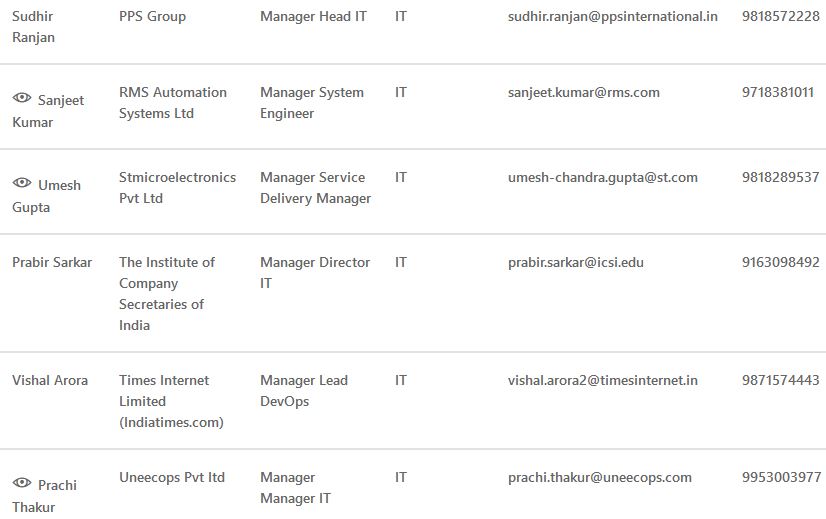 Sudhir PPS Group Manager Head IT IT sudhir.ranjan@ppsinternational.in 9818572228
Ranjan
Sanjeet RMS Automation Manager System IT sanjeet.kumar@rms.com 9718381011
Kumar Systems Ltd Engineer
Umesh Stmicroelectronics Manager Service IT umesh-chandra.gupta@st.com 9818289537
Gupta Pvt Ltd Delivery Manager
Prabir Sarkar The Institute of Manager Director IT prabir.sarkar@icsi.edu 9163098492
Company IT
Secretaries of
India
Vishal Arora Times Internet Manager Lead IT vishal.arora2@timesinternet.in 9871574443
Limited DevOps
(Indiatimes.com)
Prachi Uneecops Pvt ltd Manager IT prachi.thakur@uneecops.com 9953003977
Thakur Manager IT